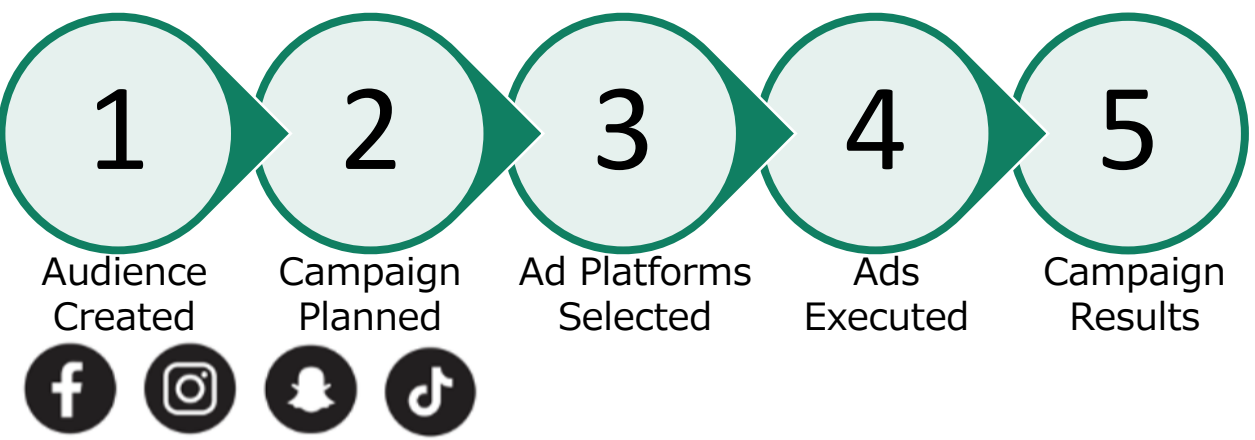 1
2
3
4
5
Audience
Created
Campaign
Planned
Ad Platforms
Selected
Ads
Executed
Campaign
Results